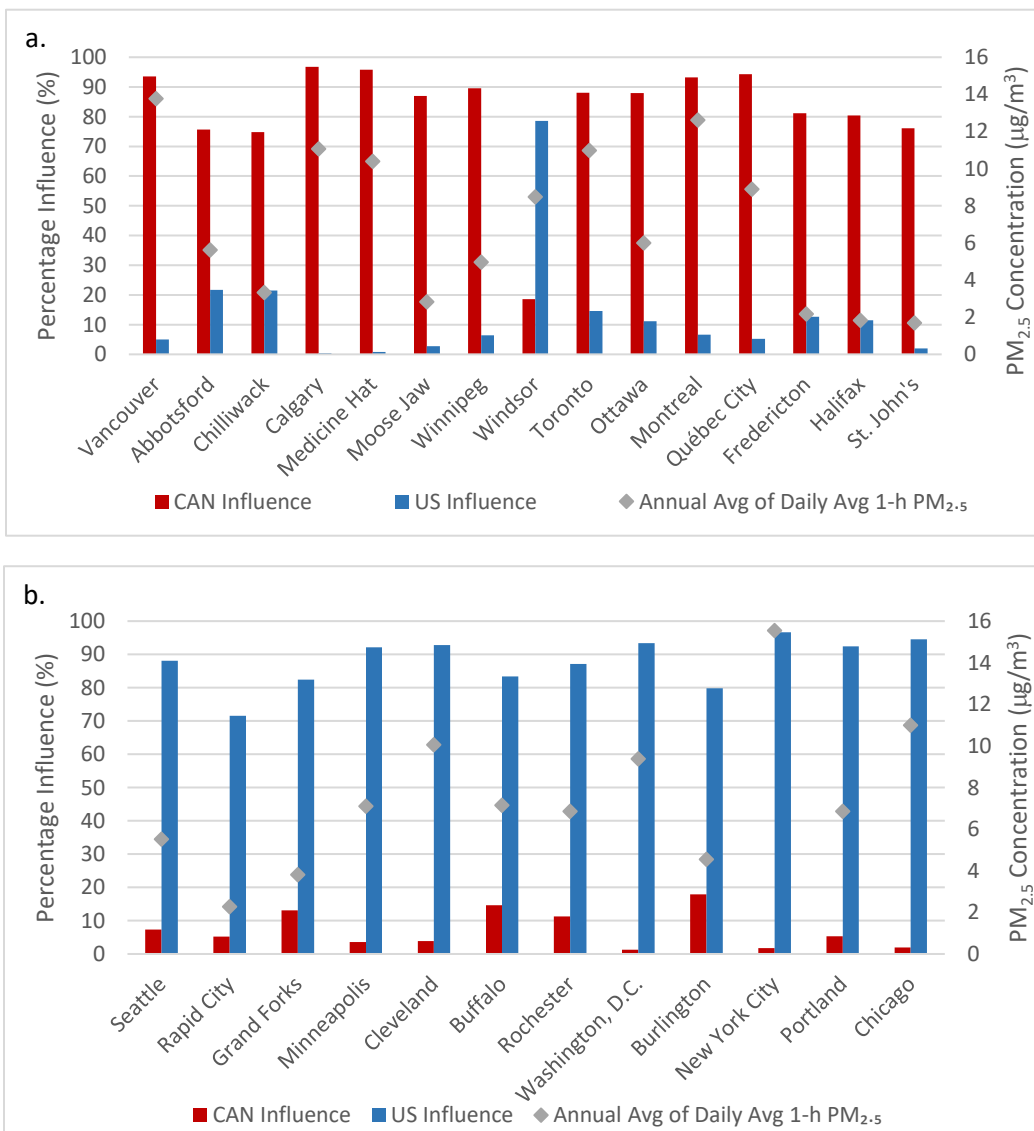 a.
Percentage Influence (%)
100
90
80
70
60
50
40
30
20
10
0
16
14
12
10
8
6
4
2
0
PM₂.₅ Concentration (µg/m³)
Vancouver
Abbotsford
Chilliwack
Calgary
Medicine Hat
Moose Jaw
Winnipeg
Windsor
Toronto
Ottawa
Montreal
Québec City
Fredericton
Halifax
St. John's
CAN Influence US Influence Annual Avg of Daily Avg 1-h PM₂.₅
b.
Percentage Influence (%)
100
90
80
70
60
50
40
30
20
10
0
16
14
12
10
8
6
4
2
0
PM₂.₅ Concentration (µg/m³)
Seattle
Rapid City
Grand Forks
Minneapolis
Cleveland
Buffalo
Rochester
Washington, D.C.
Burlington
New York City
Portland
Chicago
CAN Influence US Influence Annual Avg of Daily Avg 1-h PM₂.₅